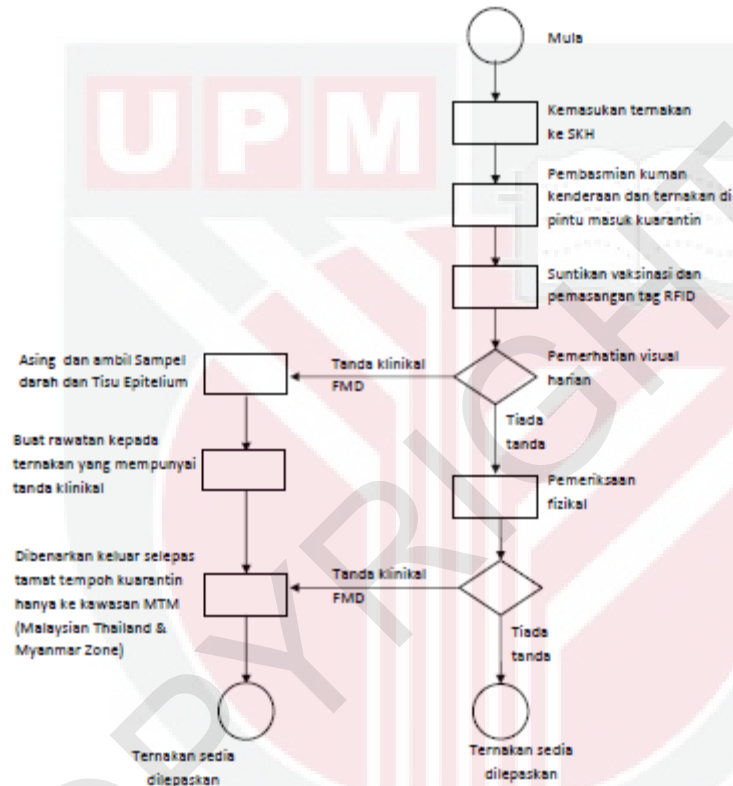 UPM
Mula
Kemasukan ternakan
ke SKH
Pembasmian kuman
kenderaan dan ternakan di
pintu masuk kuarantin
Suntikan vaksinasi dan
pemasangan tag RFID
Asing dan ambil Sampel
darah dan Tisu Epitelium
Tanda klinikal
FMD
Pemerhatian visual
harian
Tiada
tanda
Buat rawatan kepada
ternakan yang mempunyai
tanda klinikal
Pemeriksaan
fizikal
Dibenarkan keluar selepas
tamat tempoh kuarantin
hanya ke kawasan MTM
(Malaysian Thailand &
Myanmar Zone)
Tanda klinikal
FMD
Tiada
tanda
Ternakan sedia
dilepaskan
Ternakan sedia
dilepaskan
OPYRIGHT